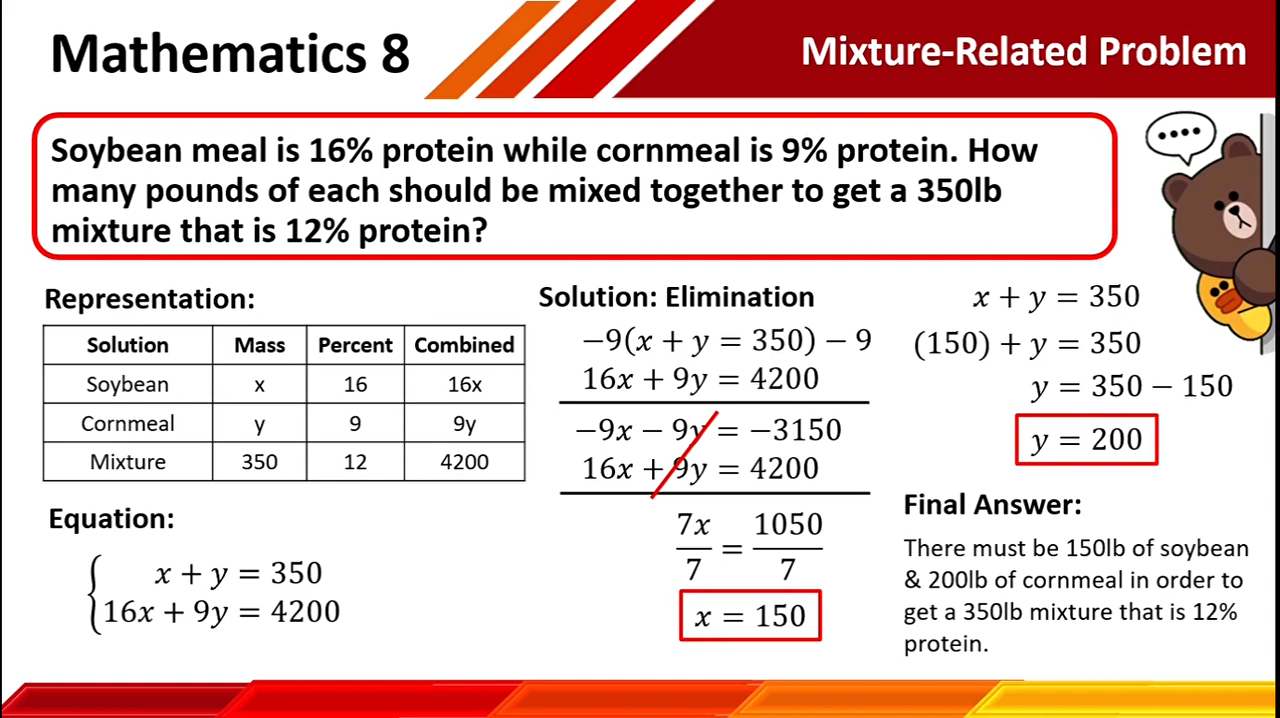 Mathematics 8
Mixture-Related Problem
Soybean meal is 16% protein while cornmeal is 9% protein. How
many pounds of each should be mixed together to get a 350lb
mixture that is 12% protein?
Representation:
Solution Mass Percent Combined
Soybean x 16 16x
Cornmeal y 9 9y
Mixture 350 12 4200
Equation:
x + y = 350
16x + 9y = 4200
Solution: Elimination
−9(x + y = 350) − 9
16x + 9y = 4200
−9x − 9y = −3150
16x + 9y = 4200
7x/7 = 1050/7
x = 150
x + y = 350
(150) + y = 350
y = 350 − 150
y = 200
Final Answer:
There must be 150lb of soybean
& 200lb of cornmeal in order to
get a 350lb mixture that is 12%
protein.